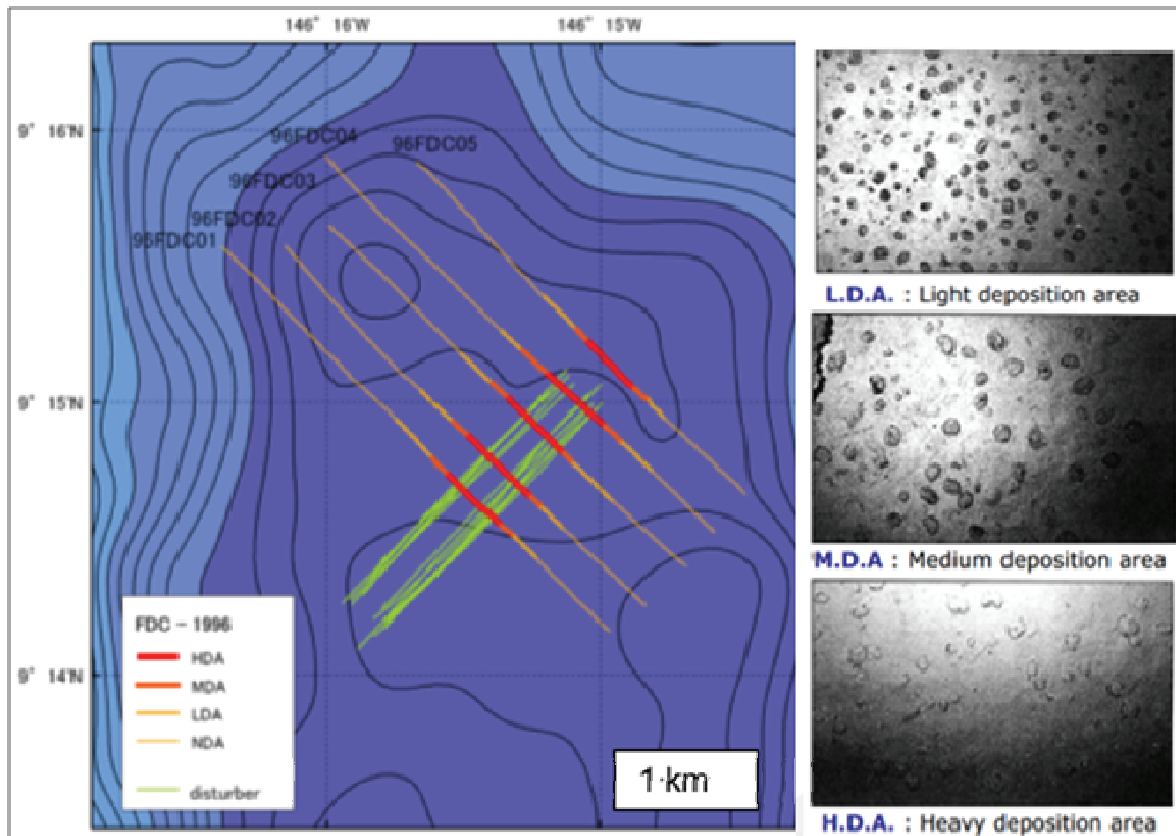 146° 16'W
146° 15'W
9° 16'N
96FDC04
96FDC05
96FDC03
96FDC02
96FDC01
9° 15'N
9° 14'N
FDC - 1996
HDA
MDA
LDA
NDA
disturber
1 km
L.D.A. : Light deposition area
M.D.A : Medium deposition area
H.D.A. : Heavy deposition area